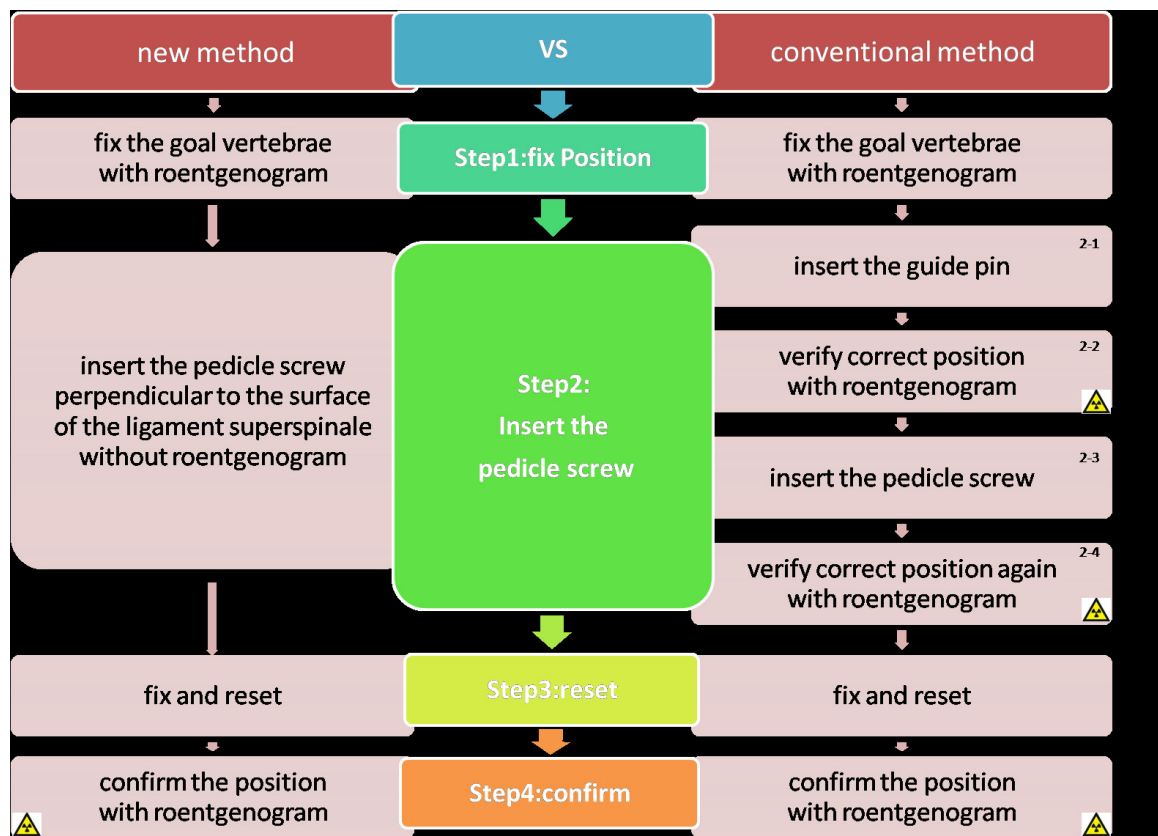 new method
VS
conventional method
fix the goal vertebrae
with roentgenogram
Step1:fix Position
fix the goal vertebrae
with roentgenogram
insert the pedicle screw
perpendicular to the surface
of the ligament superspinale
without roentgenogram
Step2:
Insert the
pedicle screw
2-1
insert the guide pin
2-2
verify correct position
with roentgenogram
2-3
insert the pedicle screw
2-4
verify correct position again
with roentgenogram
fix and reset
Step3:reset
fix and reset
confirm the position
with roentgenogram
Step4:confirm
confirm the position
with roentgenogram